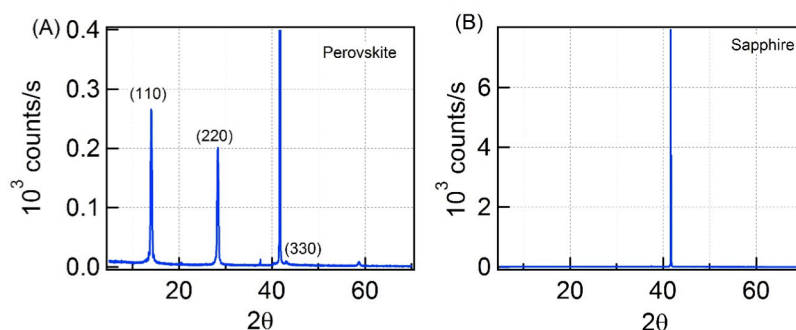 (A)
0.4
0.3
0.2
0.1
0.0
10³ counts/s
Perovskite
(110)
(220)
(330)
20
40
60
2θ
(B)
8
6
4
2
0
10³ counts/s
Sapphire
20
40
60
2θ